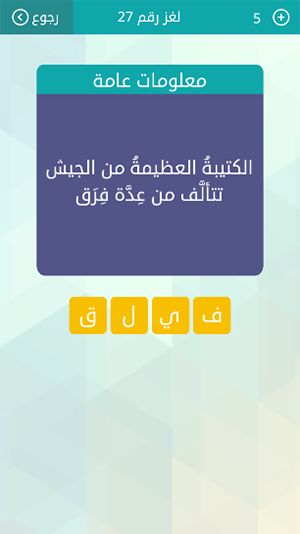 رجوع لغز رقم 27 5
معلومات عامة
الكتيبةُ العظيمةُ من الجيش
تتألَّف من عِدَّة فِرَق
ف ي ل ق